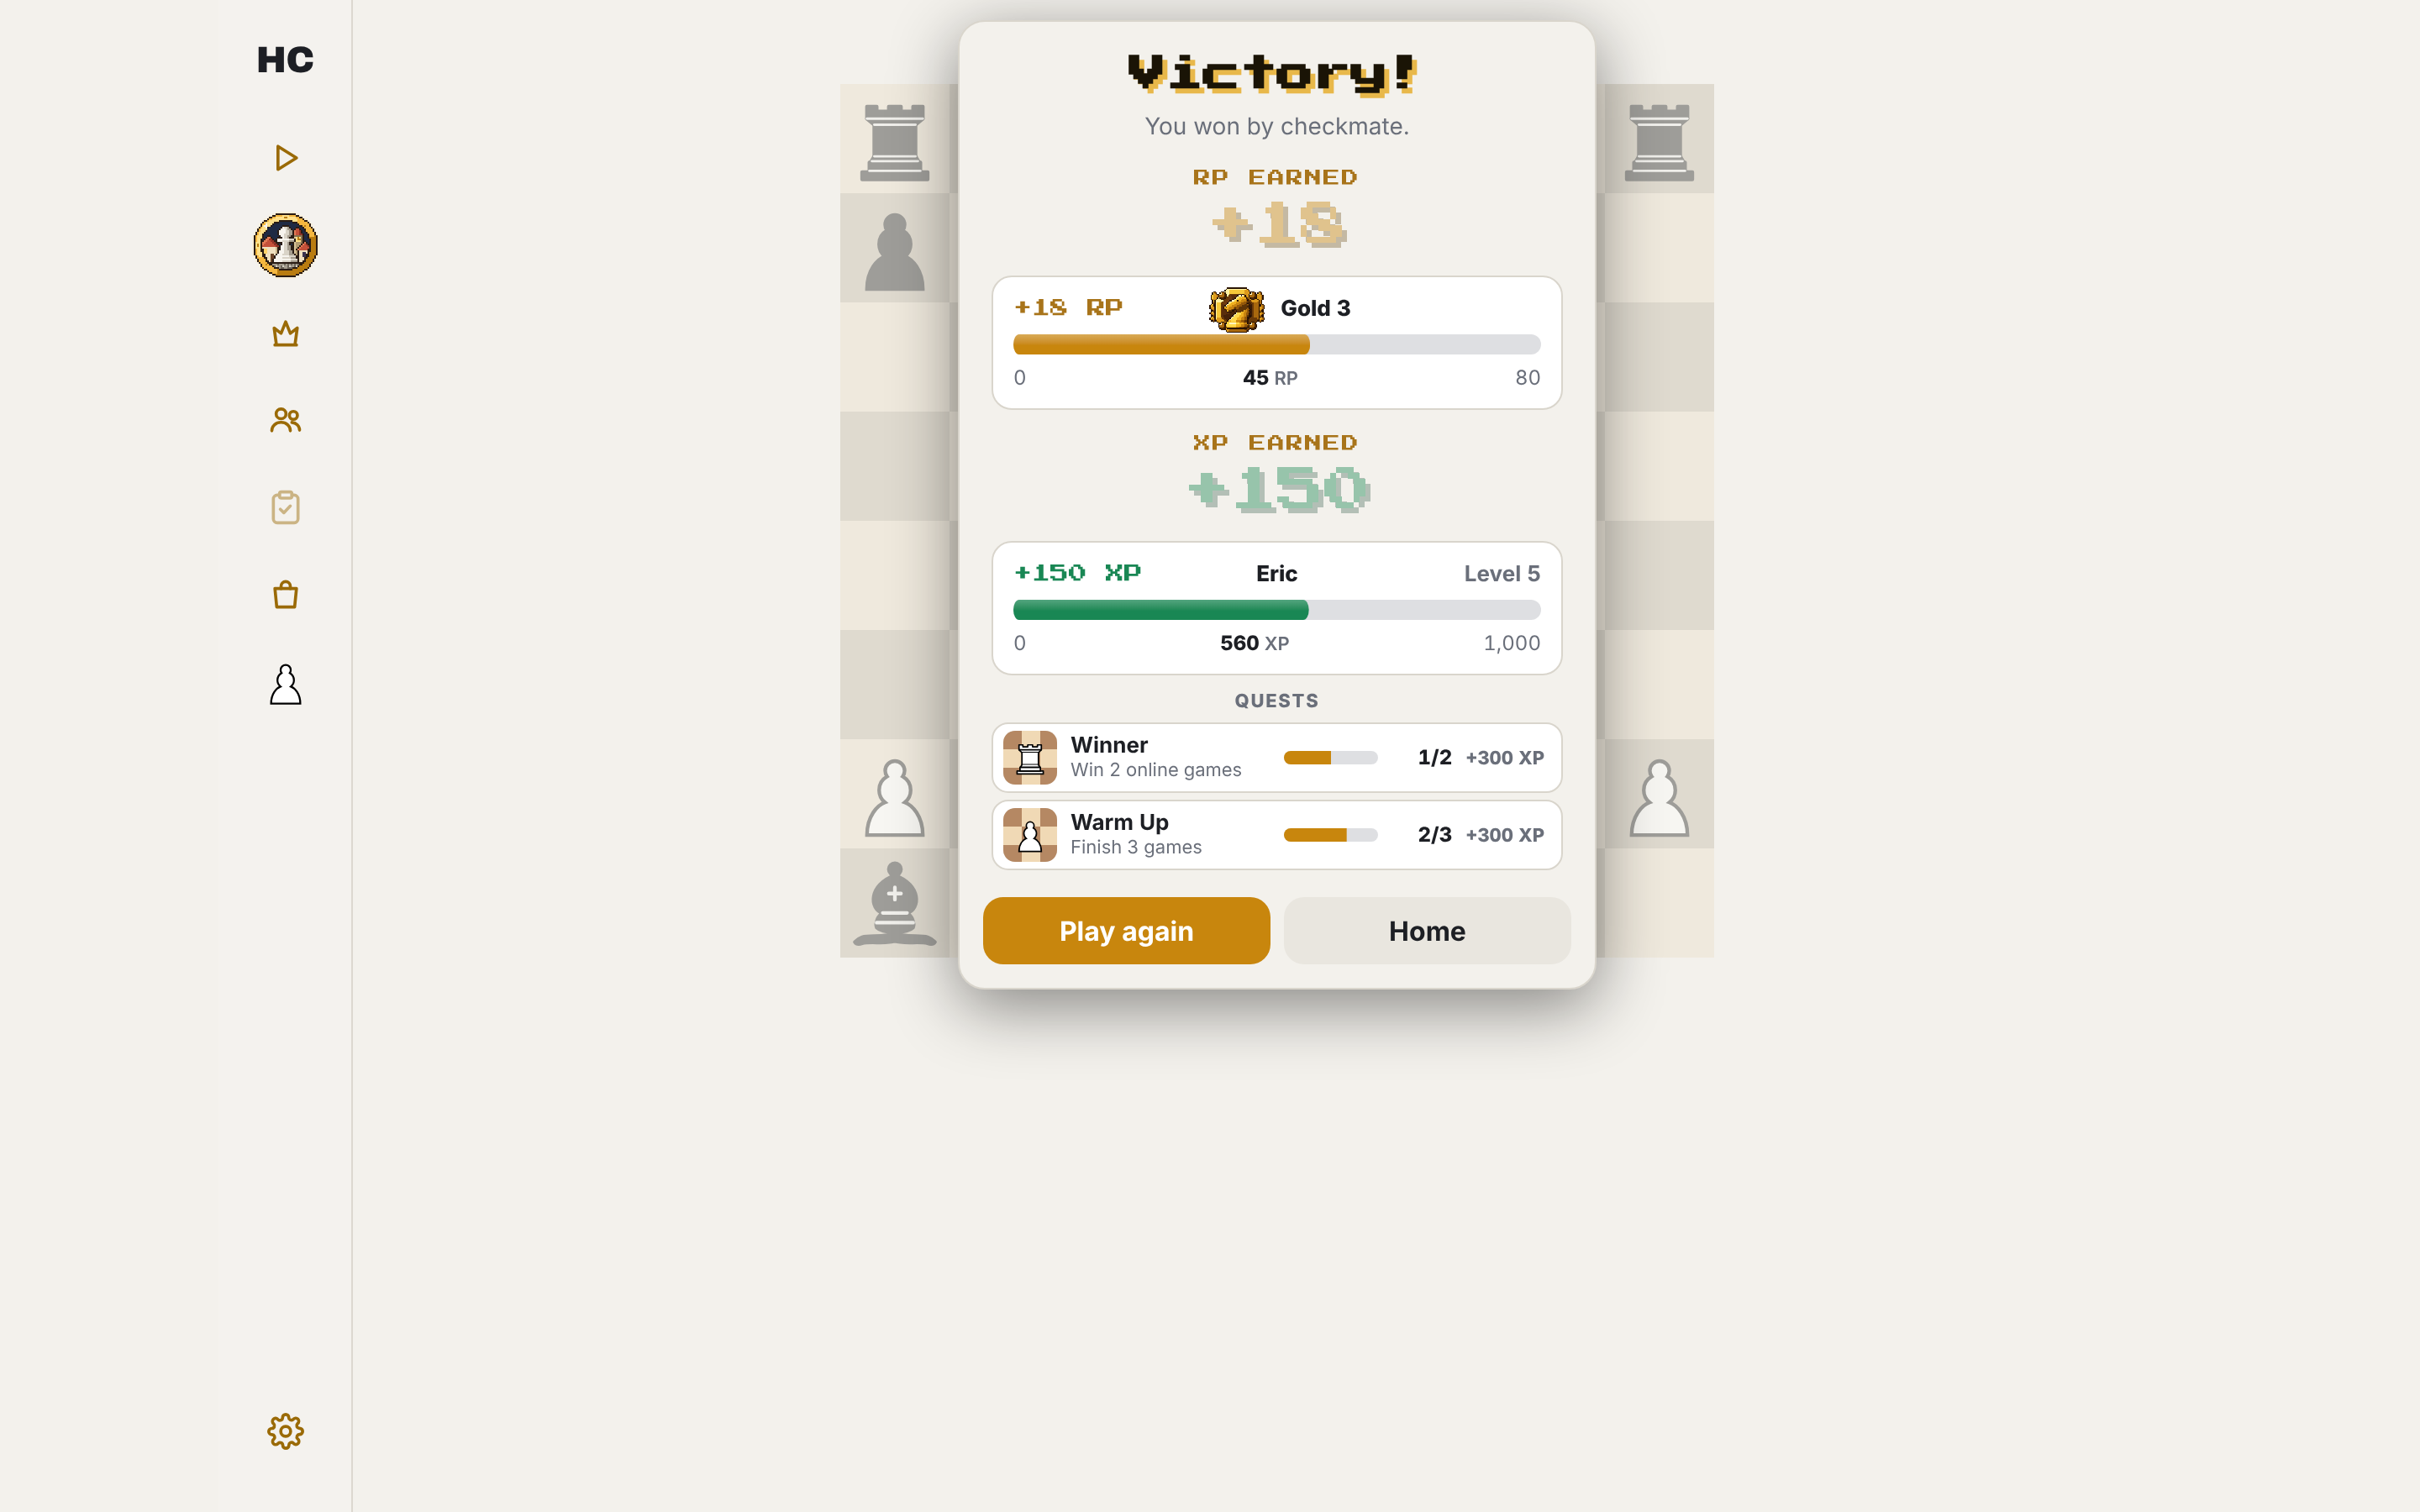 HC
Victory!
You won by checkmate.
RP EARNED
+18
+18 RP Gold 3
0 45 RP 80
XP EARNED
+150
+150 XP Eric Level 5
0 560 XP 1,000
QUESTS
Winner
Win 2 online games
1/2 +300 XP
Warm Up
Finish 3 games
2/3 +300 XP
Play again Home